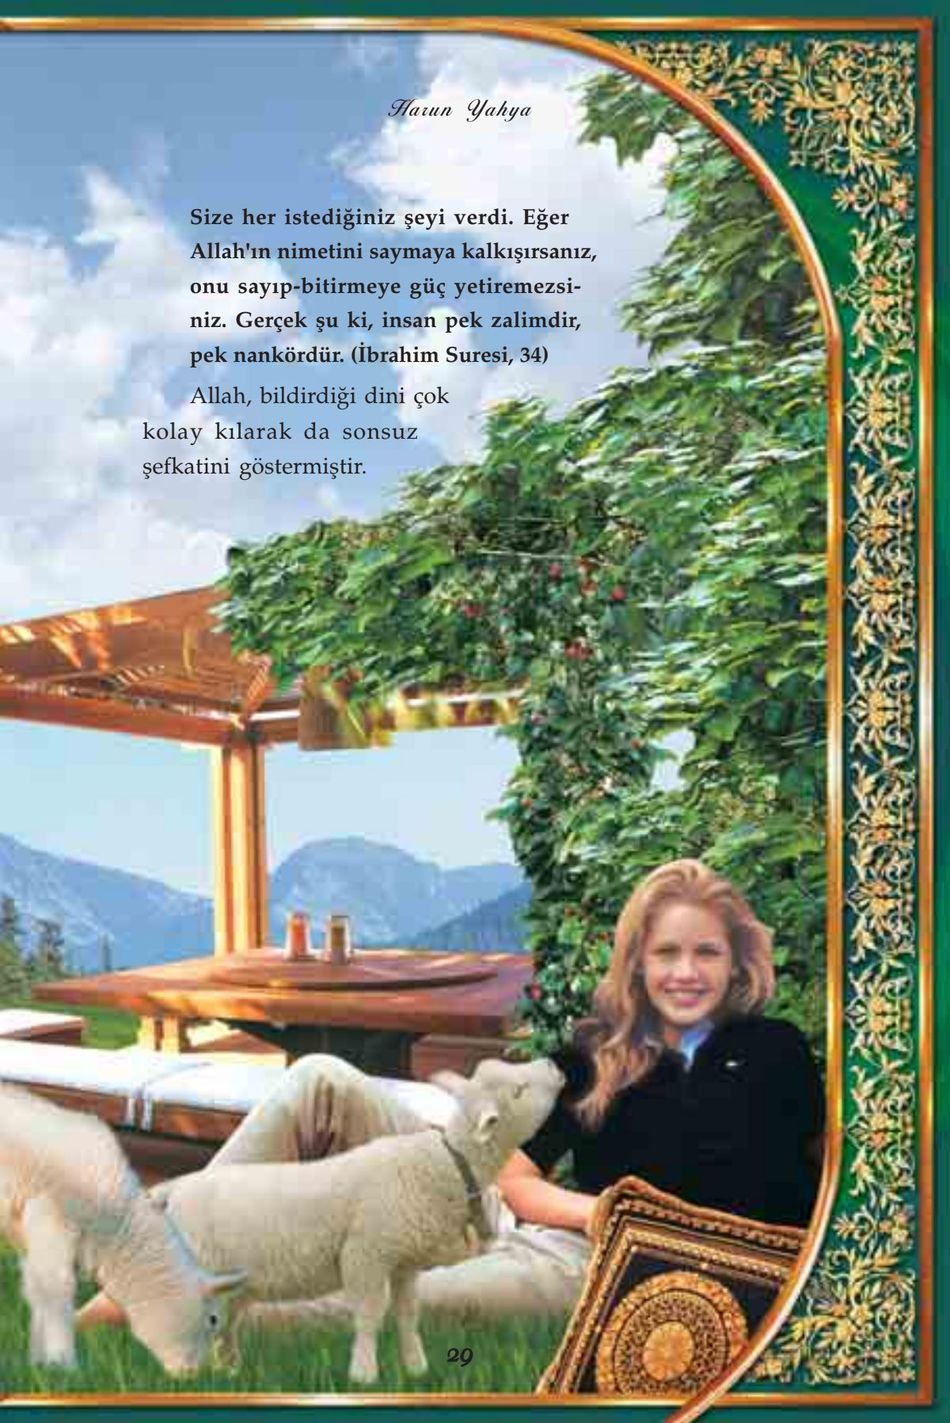 Harun Yahya
Size her istediğiniz şeyi verdi. Eğer
Allah'ın nimetini saymaya kalkışırsanız,
onu sayıp-bitirmeye güç yetiremezsi-
niz. Gerçek şu ki, insan pek zalimdir,
pek nankördür. (İbrahim Suresi, 34)
Allah, bildirdiği dini çok
kolay kılarak da sonsuz
şefkatini göstermiştir.
29